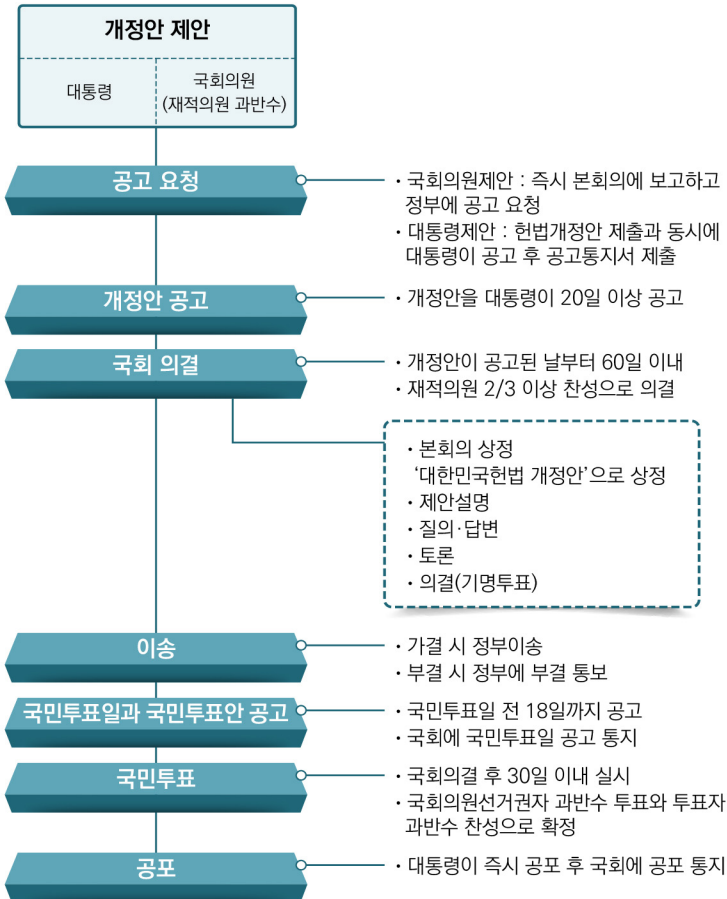 개정안 제안
대통령
국회의원
(재적의원 과반수)
공고 요청
· 국회의원제안 : 즉시 본회의에 보고하고
정부에 공고 요청
· 대통령제안 : 헌법개정안 제출과 동시에
대통령이 공고 후 공고통지서 제출
개정안 공고
· 개정안을 대통령이 20일 이상 공고
국회 의결
· 개정안이 공고된 날부터 60일 이내
· 재적의원 2/3 이상 찬성으로 의결
· 본회의 상정
‘대한민국헌법 개정안’으로 상정
· 제안설명
· 질의·답변
· 토론
· 의결(기명투표)
이송
· 가결 시 정부이송
· 부결 시 정부에 부결 통보
국민투표일과 국민투표안 공고
· 국민투표일 전 18일까지 공고
· 국회에 국민투표일 공고 통지
국민투표
· 국회의결 후 30일 이내 실시
· 국회의원선거권자 과반수 투표와 투표자
과반수 찬성으로 확정
공포
· 대통령이 즉시 공포 후 국회에 공포 통지